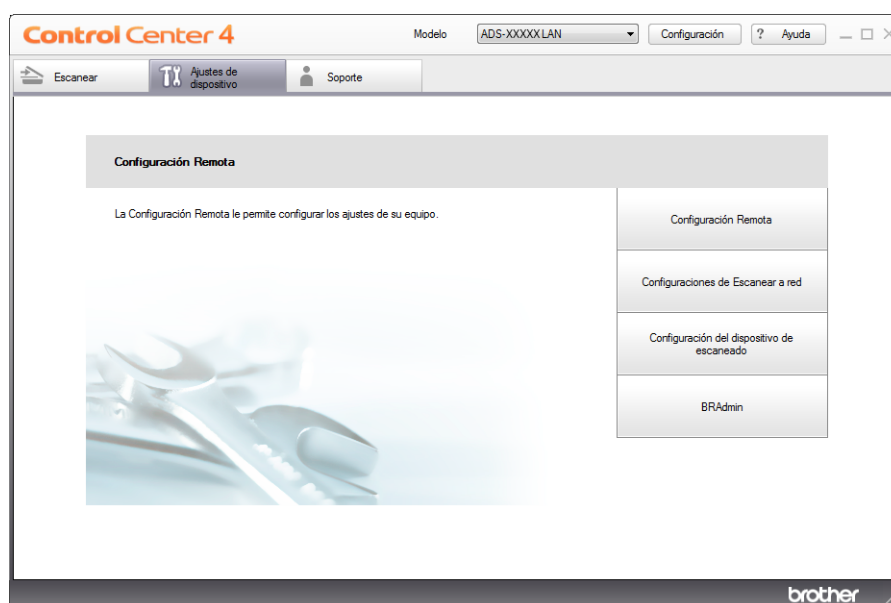 Control Center 4
Modelo
ADS-XXXXX LAN
Configuración
? Ayuda
Escanear
Ajustes de
dispositivo
Soporte
Configuración Remota
La Configuración Remota le permite configurar los ajustes de su equipo.
Configuración Remota
Configuraciones de Escanear a red
Configuración del dispositivo de
escaneado
BRAdmin
brother